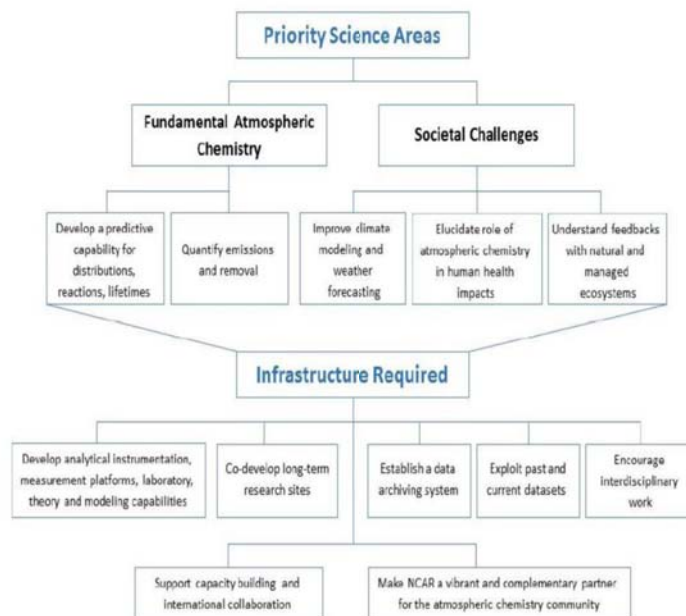 Priority Science Areas
Fundamental Atmospheric
Chemistry
Societal Challenges
Develop a predictive
capability for
distributions,
reactions, lifetimes
Quantify emissions
and removal
Improve climate
modeling and
weather
forecasting
Elucidate role of
atmospheric chemistry
in human health
impacts
Understand feedbacks
with natural and
managed
ecosystems
Infrastructure Required
Develop analytical instrumentation,
measurement platforms, laboratory,
theory and modeling capabilities
Co-develop long-term
research sites
Establish a data
archiving system
Exploit past and
current datasets
Encourage
interdisciplinary
work
Support capacity building and
international collaboration
Make NCAR a vibrant and complementary partner
for the atmospheric chemistry community